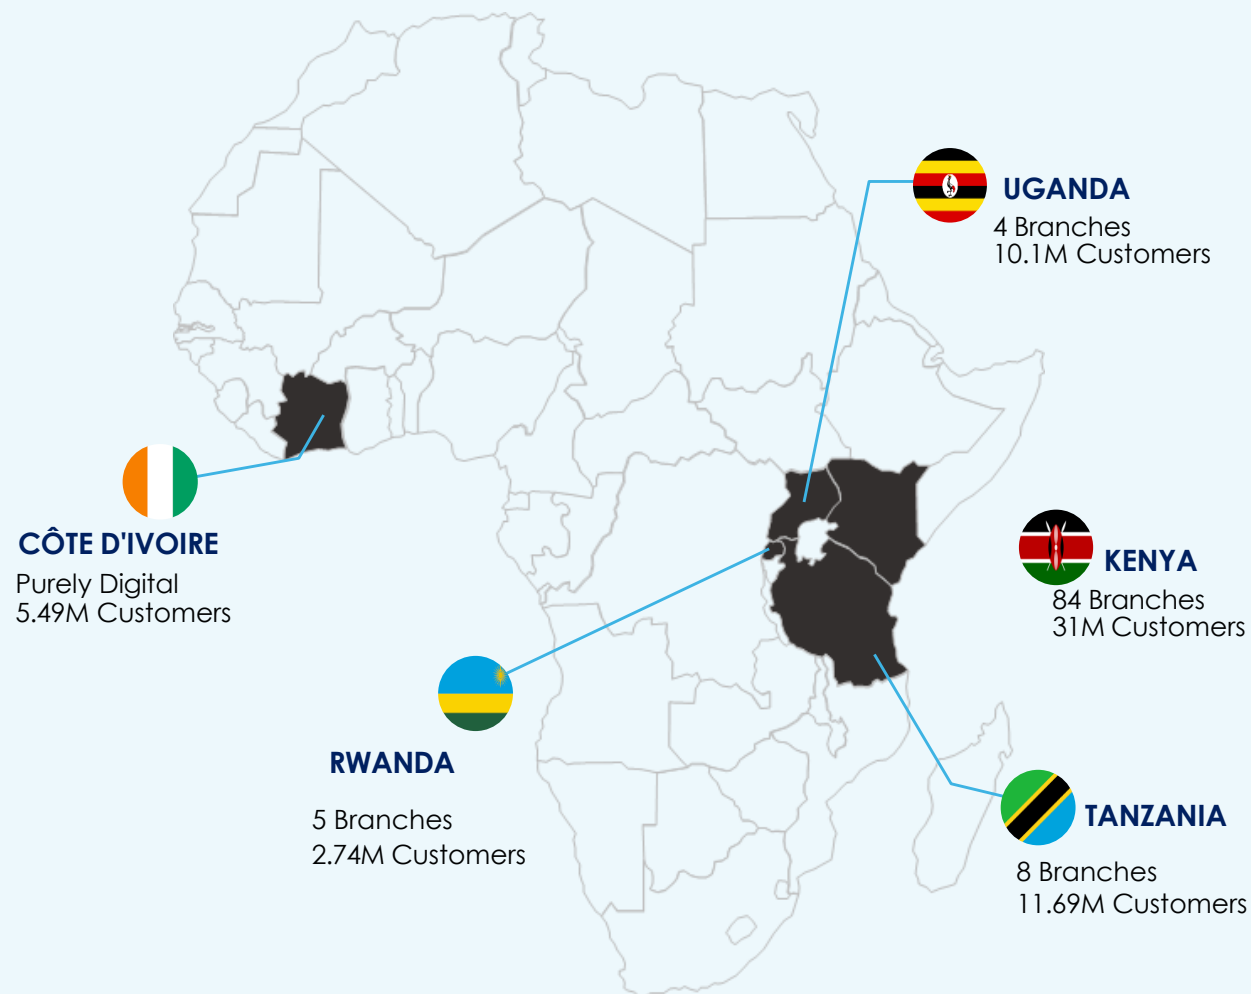 UGANDA
4 Branches
10.1M Customers
CÔTE D'IVOIRE
Purely Digital
5.49M Customers
KENYA
84 Branches
31M Customers
RWANDA
5 Branches
2.74M Customers
TANZANIA
8 Branches
11.69M Customers